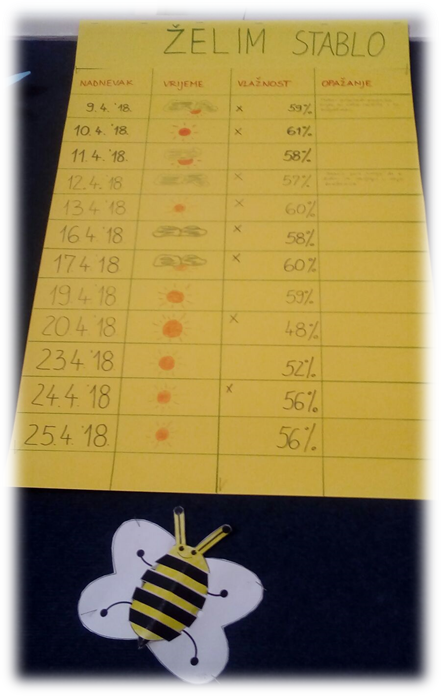 ŽELIM STABLO
NADNEVAK VRIJEME VLAŽNOST OPAŽANJE
9.4.'18. x 59%
10.4.'18. x 61%
11.4.'18. 58%
12.4.18 x 57%
13 4 '18 x 60%
16.4.'18 x 58%
17.4.18 x 60%
19 4 '18 59%
20 4 '18 x 48%
23 4 '18 52%
24.4.'18 x 56%
25.4.'18. 56%